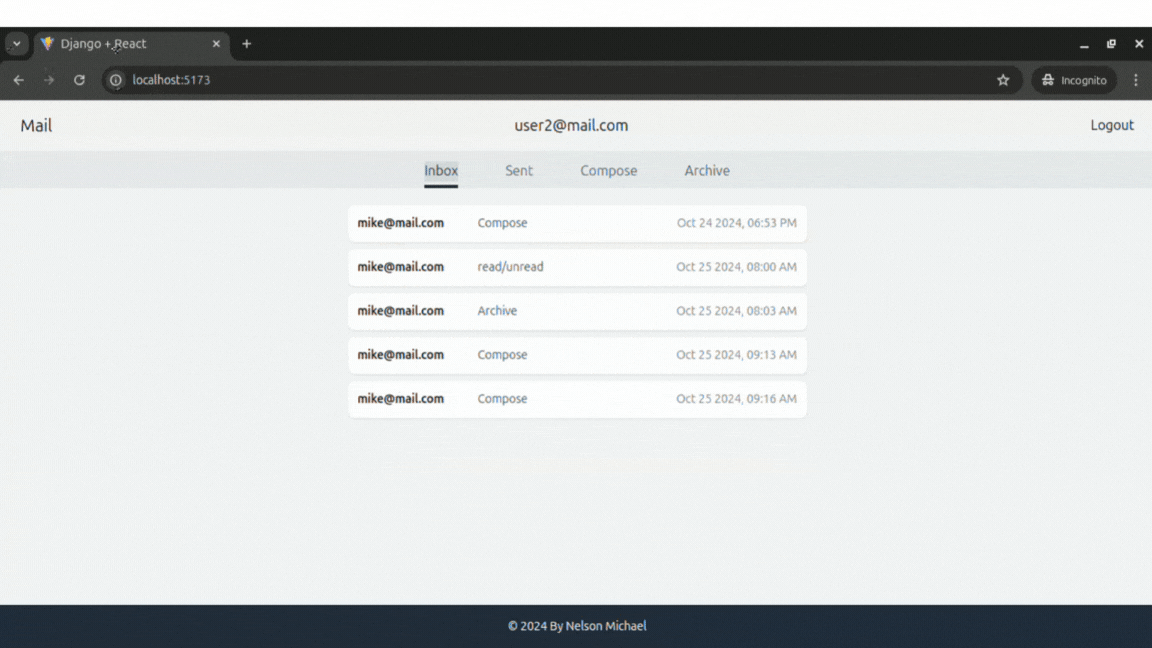 Django + React
localhost:5173
Incognito
Mail user2@mail.com Logout
Inbox Sent Compose Archive
mike@mail.com Compose Oct 24 2024, 06:53 PM
mike@mail.com read/unread Oct 25 2024, 08:00 AM
mike@mail.com Archive Oct 25 2024, 08:03 AM
mike@mail.com Compose Oct 25 2024, 09:13 AM
mike@mail.com Compose Oct 25 2024, 09:16 AM
© 2024 By Nelson Michael